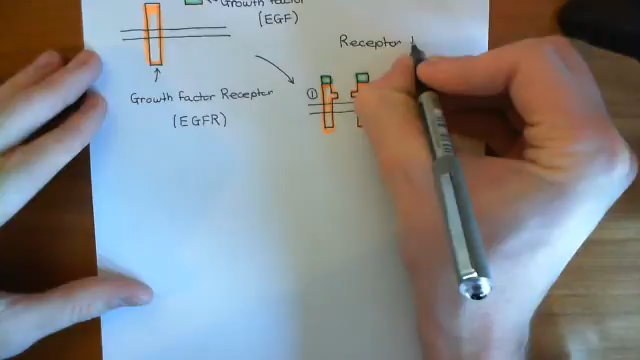 Growth Factor
(EGF)
Receptor
①
Growth Factor Receptor
(EGFR)